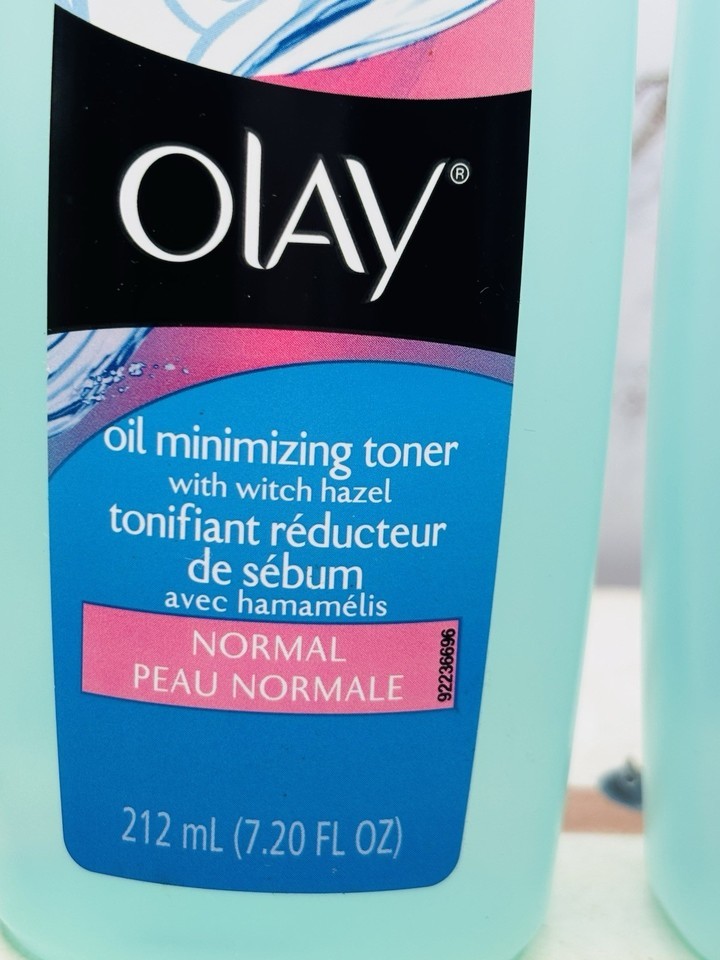 OLAY®
oil minimizing toner
with witch hazel
tonifiant réducteur
de sébum
avec hamamélis
NORMAL
PEAU NORMALE
92236696
212 mL (7.20 FL OZ)